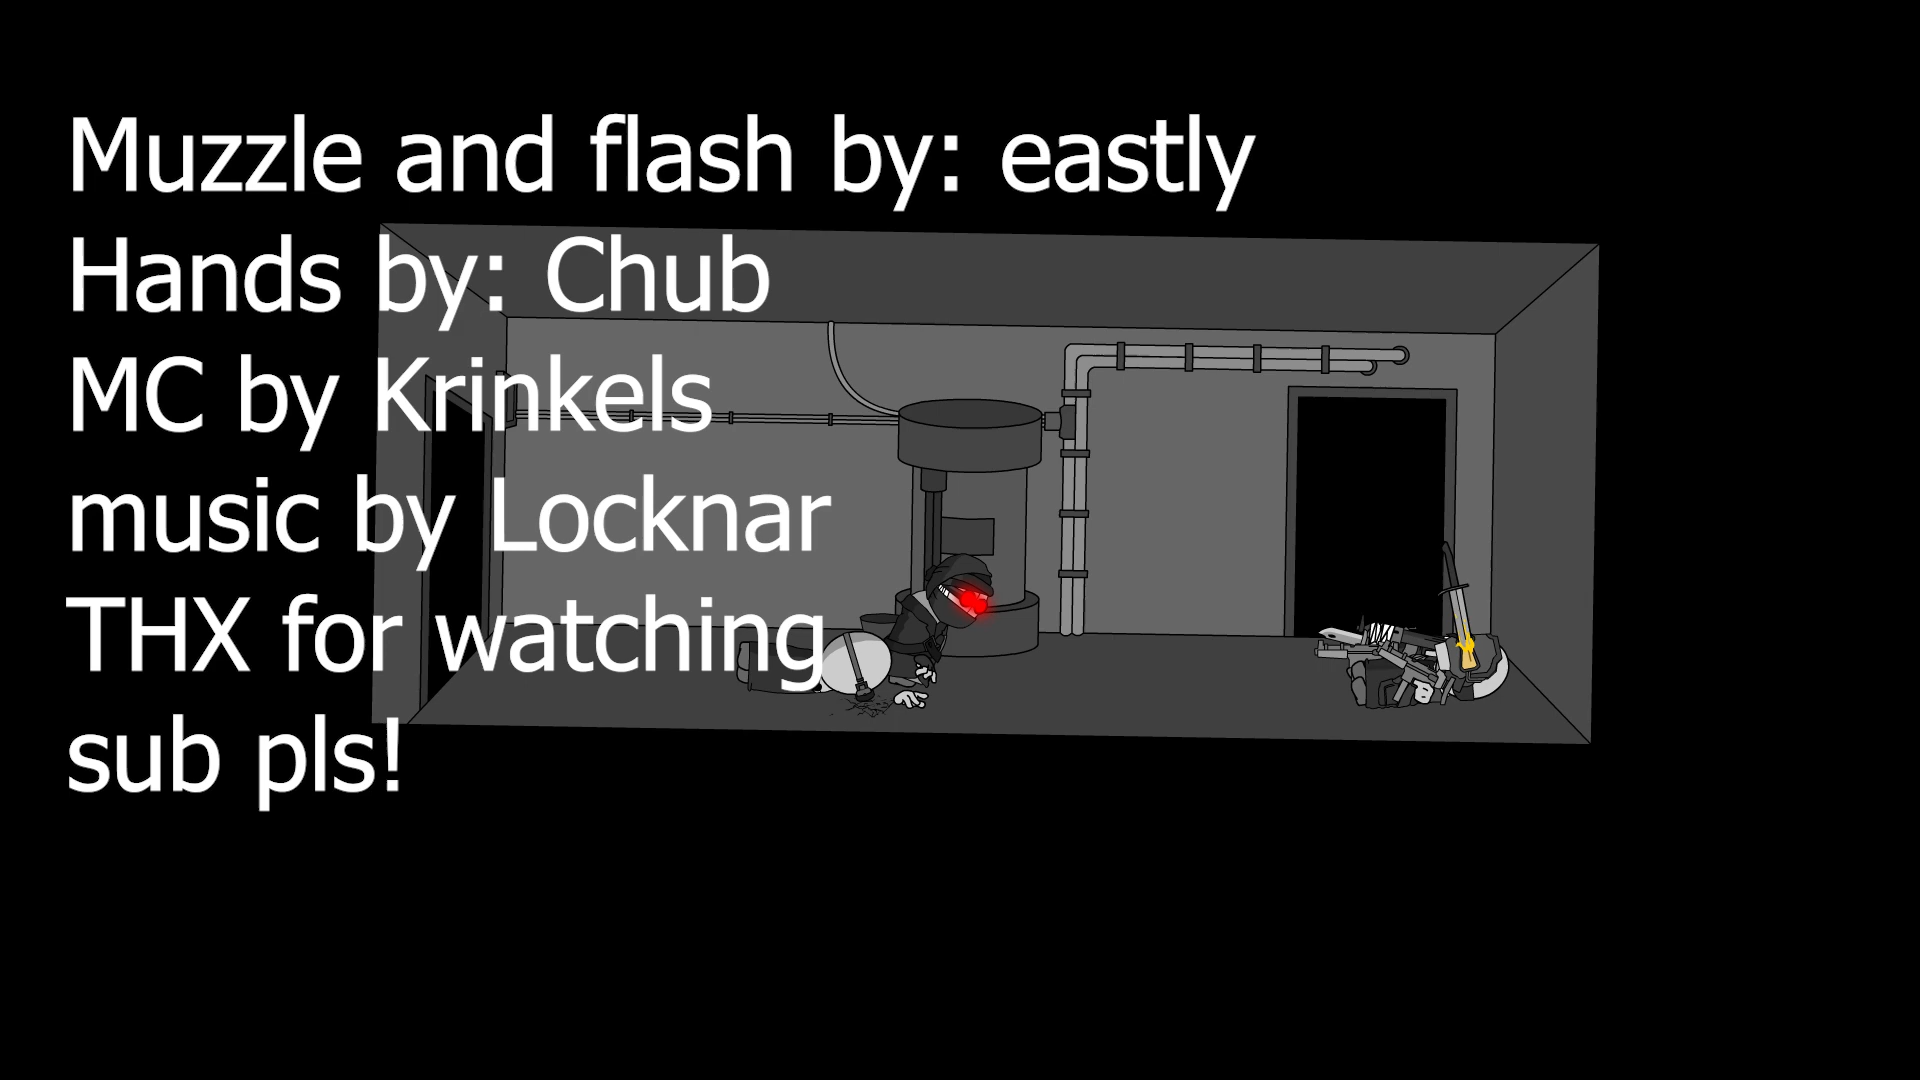 Muzzle and flash by: eastly
Hands by: Chub
MC by Krinkels
music by Locknar
THX for watching
sub pls!